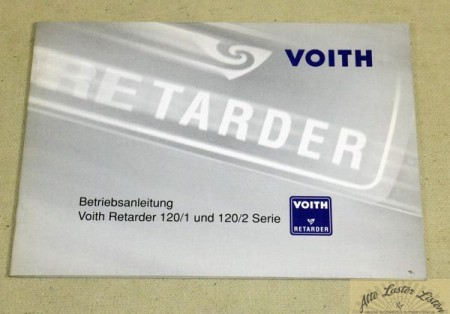 VOITH
RETARDER
Betriebsanleitung
Voith Retarder 120/1 und 120/2 Serie
VOITH
RETARDER
Alte Laster Listen